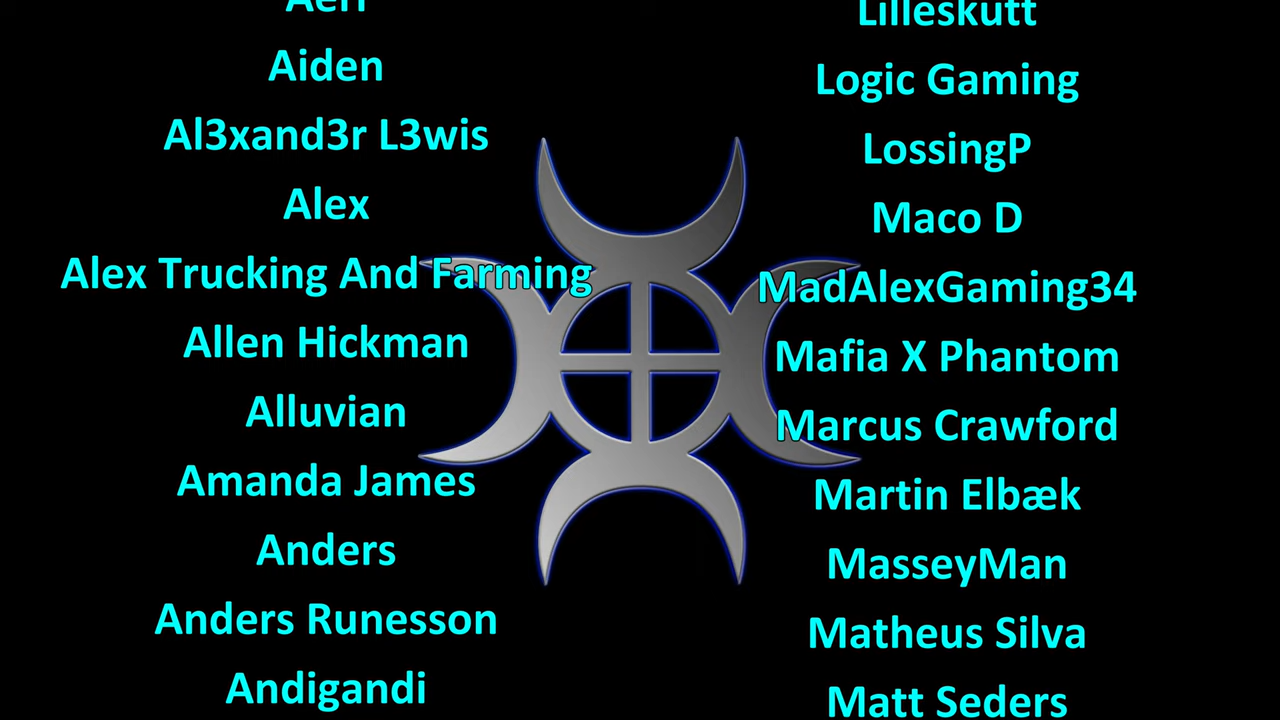 Aiden
Al3xand3r L3wis
Alex
Alex Trucking And Farming
Allen Hickman
Alluvian
Amanda James
Anders
Anders Runesson
Andigandi
Lilleskutt
Logic Gaming
LossingP
Maco D
MadAlexGaming34
Mafia X Phantom
Marcus Crawford
Martin Elbæk
MasseyMan
Matheus Silva
Matt Seders